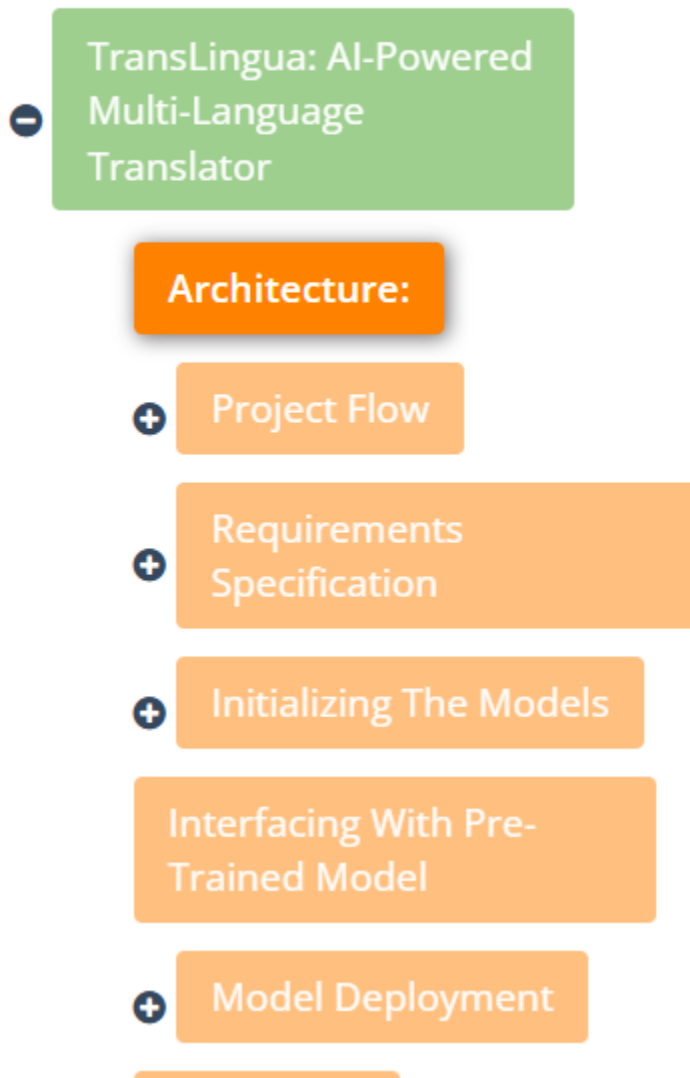 TransLingua: AI-Powered
Multi-Language
Translator
Architecture:
Project Flow
Requirements
Specification
Initializing The Models
Interfacing With Pre-
Trained Model
Model Deployment